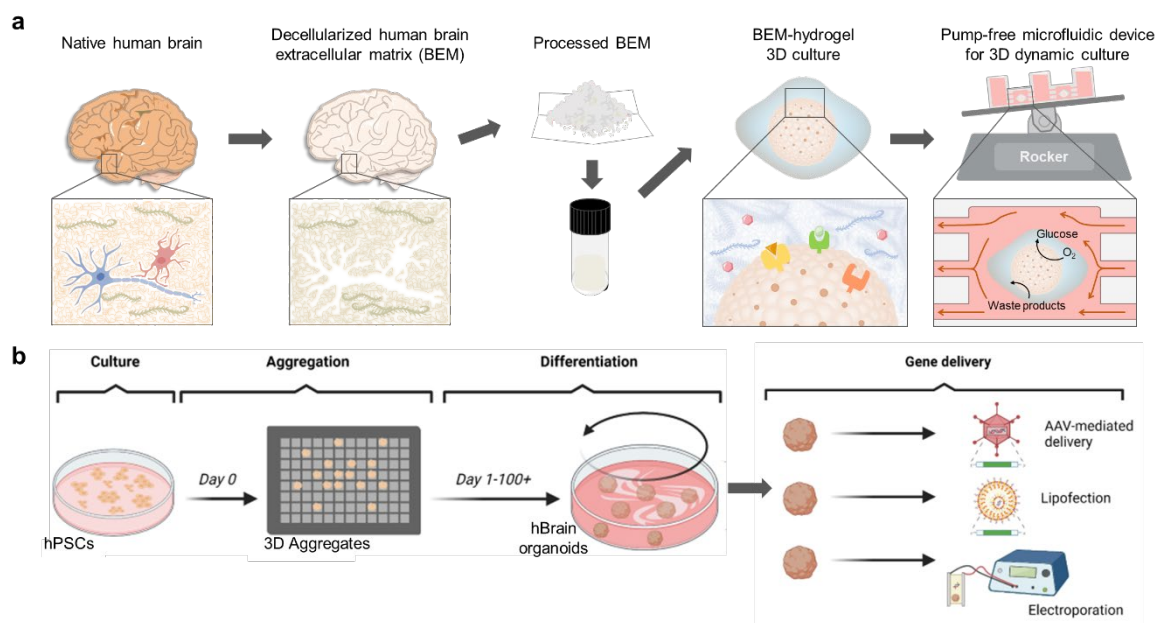 a
Native human brain
Decellularized human brain
extracellular matrix (BEM)
Processed BEM
BEM-hydrogel
3D culture
Pump-free microfluidic device
for 3D dynamic culture
Rocker
Glucose
O2
Waste products
b
Culture
Aggregation
Differentiation
Gene delivery
Day 0
Day 1-100+
hPSCs
3D Aggregates
hBrain
organoids
AAV-mediated
delivery
Lipofection
Electroporation